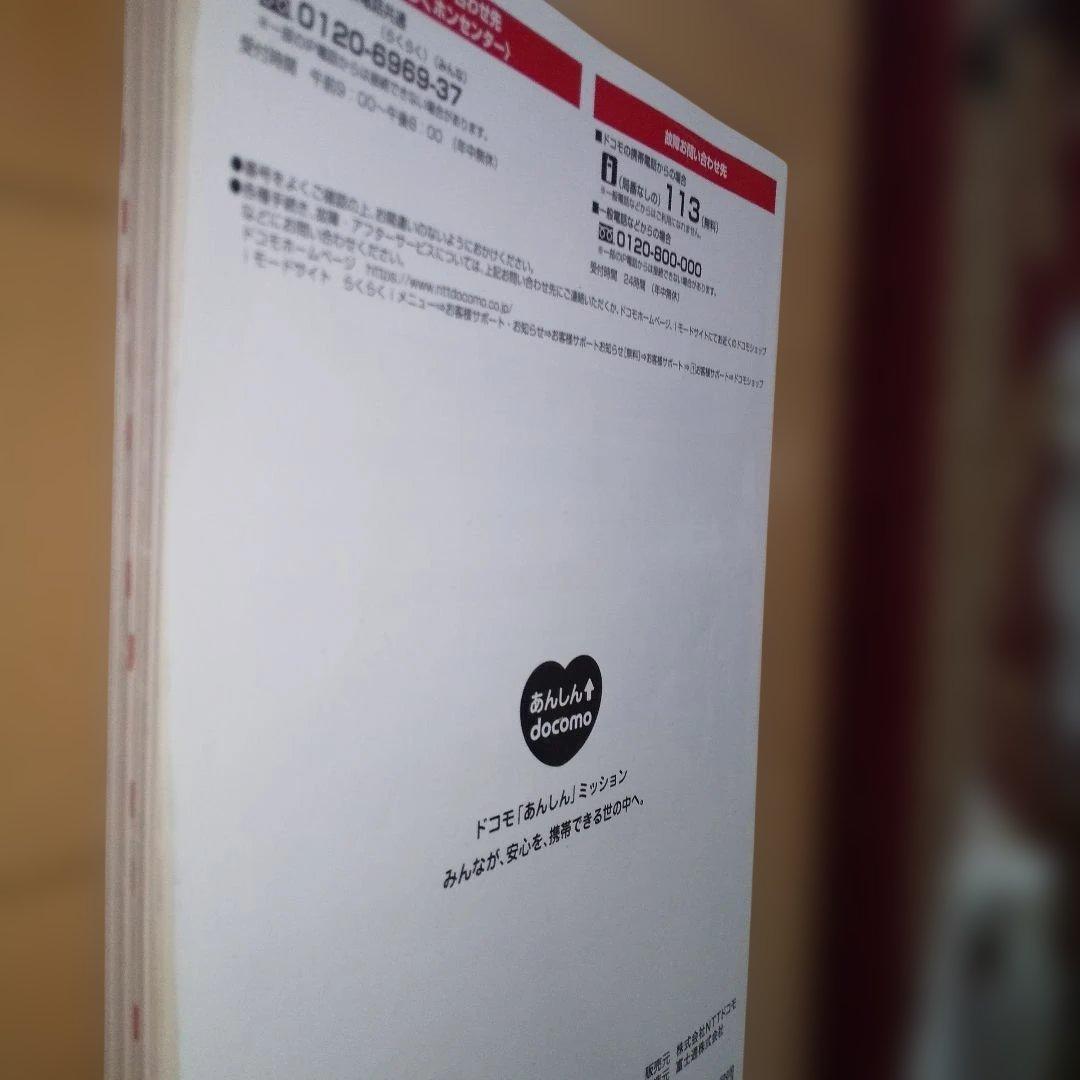 合わせ先
くホンセンター〉
電話共通
(らくらく)(みんな)
0120-6969-37
※一部のIP電話からは接続できない場合があります。
受付時間 午前9:00〜午後8:00 (年中無休)
故障お問い合わせ先
■ドコモの携帯電話からの場合
(局番なしの)113(無料)
※一般電話などからはご利用になれません。
■一般電話などからの場合
0120-800-000
※一部のIP電話からは接続できない場合があります。
受付時間 24時間 (年中無休)
●番号をよくご確認の上、お間違いのないようにおかけください。
●各種手続き、故障・アフターサービスについては、上記お問い合わせ先にご連絡いただくか、ドコモホームページ、iモードサイトにてお近くのドコモショップ
などにお問い合わせください。
ドコモホームページ https://www.nttdocomo.co.jp/
iモードサイト らくらくiメニュー⇒お客様サポート・お知らせ⇒お客様サポートお知らせ[無料]⇒お客様サポート⇒1お客様サポート⇒ドコモショップ
あんしん↑
docomo
ドコモ「あんしん」ミッション
みんなが、安心を、携帯できる世の中へ。
販売元 株式会社NTTドコモ
元 富士通株式会社